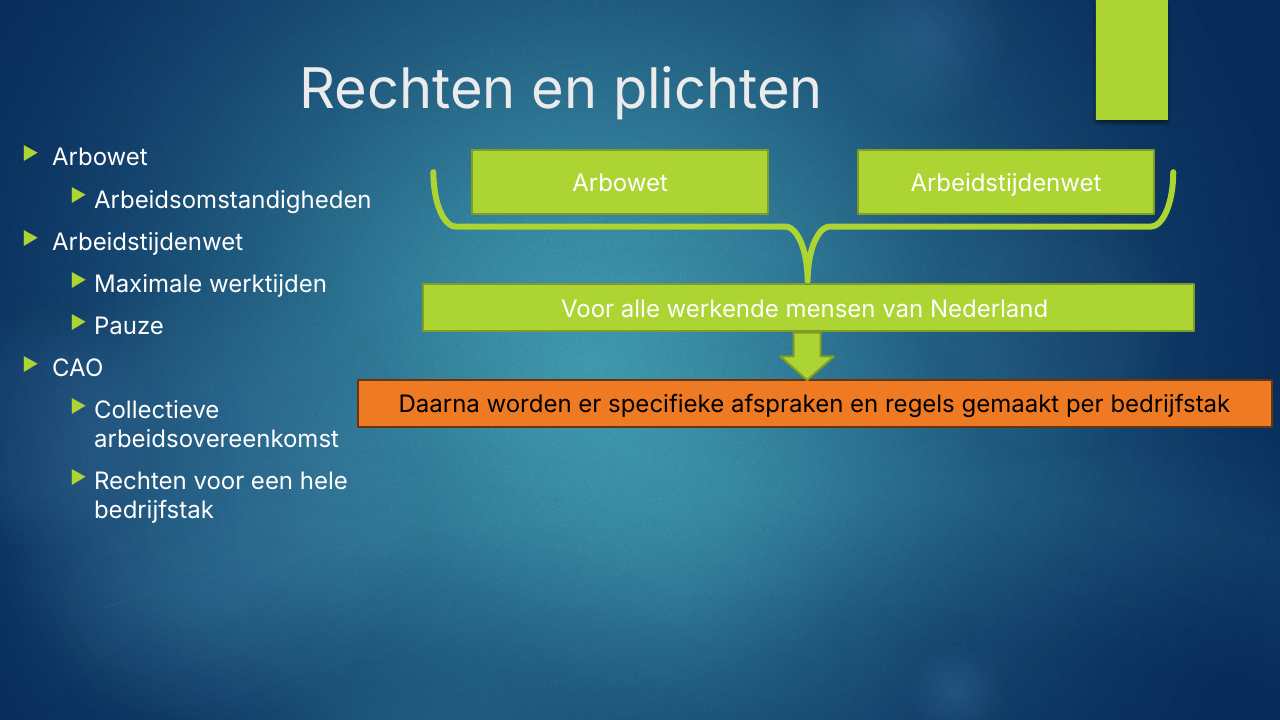 Rechten en plichten
Arbowet
Arbeidsomstandigheden
Arbeidstijdenwet
Maximale werktijden
Pauze
CAO
Collectieve
arbeidsovereenkomst
Rechten voor een hele
bedrijfstak
Arbowet
Arbeidstijdenwet
Voor alle werkende mensen van Nederland
Daarna worden er specifieke afspraken en regels gemaakt per bedrijfstak